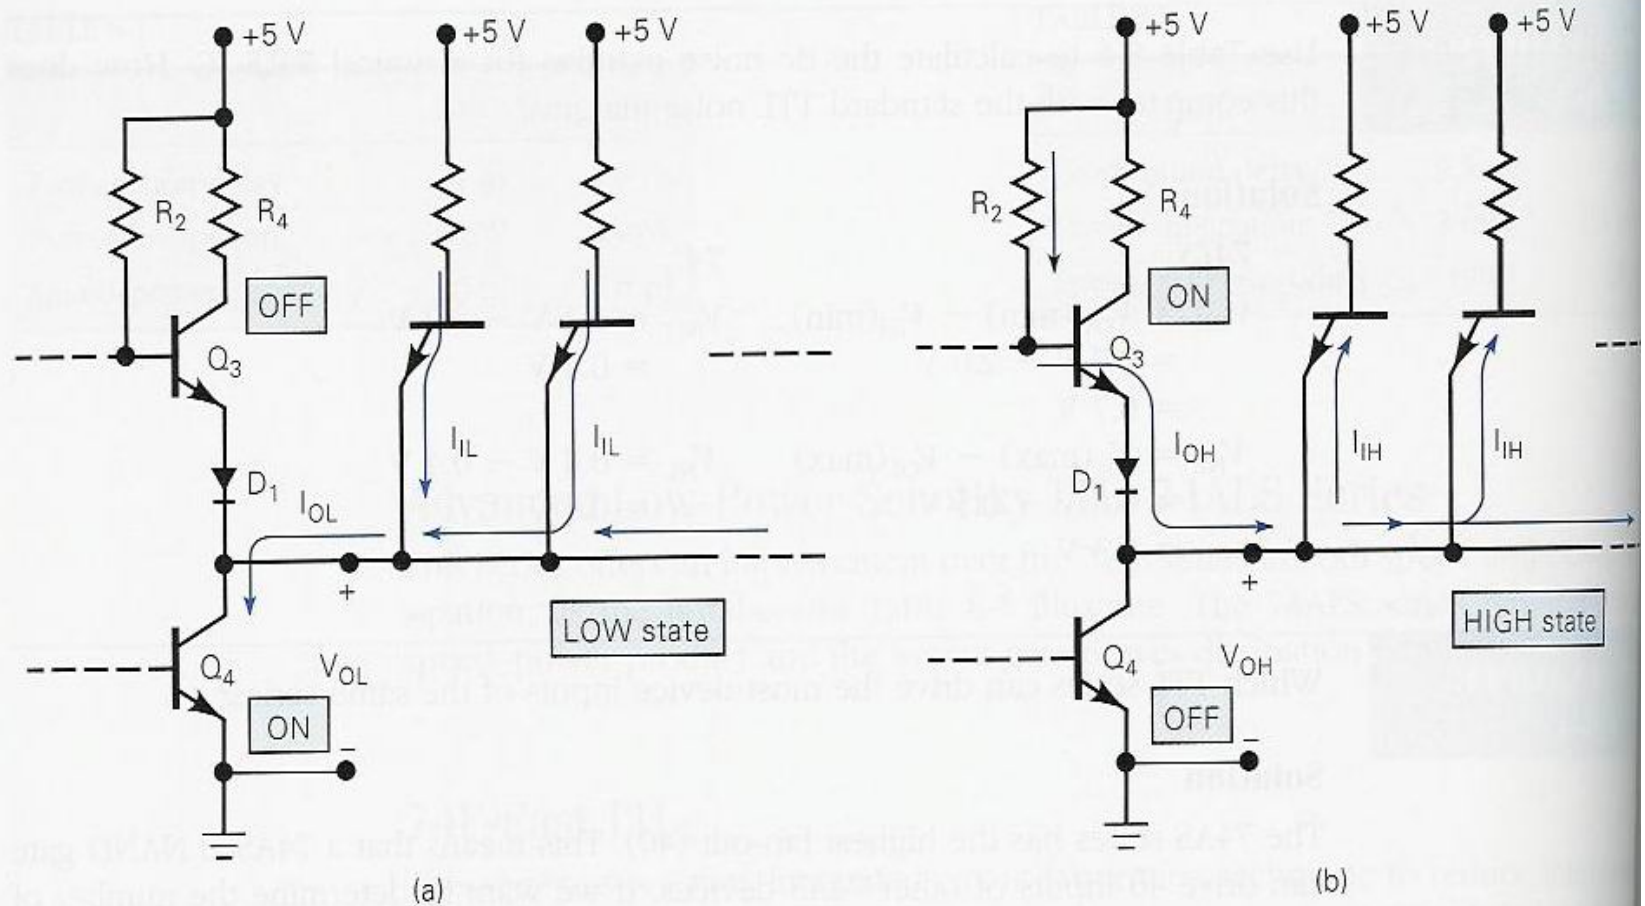 +5 V
+5 V
+5 V
R2
R4
OFF
Q3
D1
IOL
IIL
IIL
+
LOW state
Q4
VOL
ON
–
(a)
+5 V
+5 V
+5 V
R2
R4
ON
Q3
D1
IOH
IIH
IIH
+
HIGH state
Q4
VOH
OFF
–
(b)